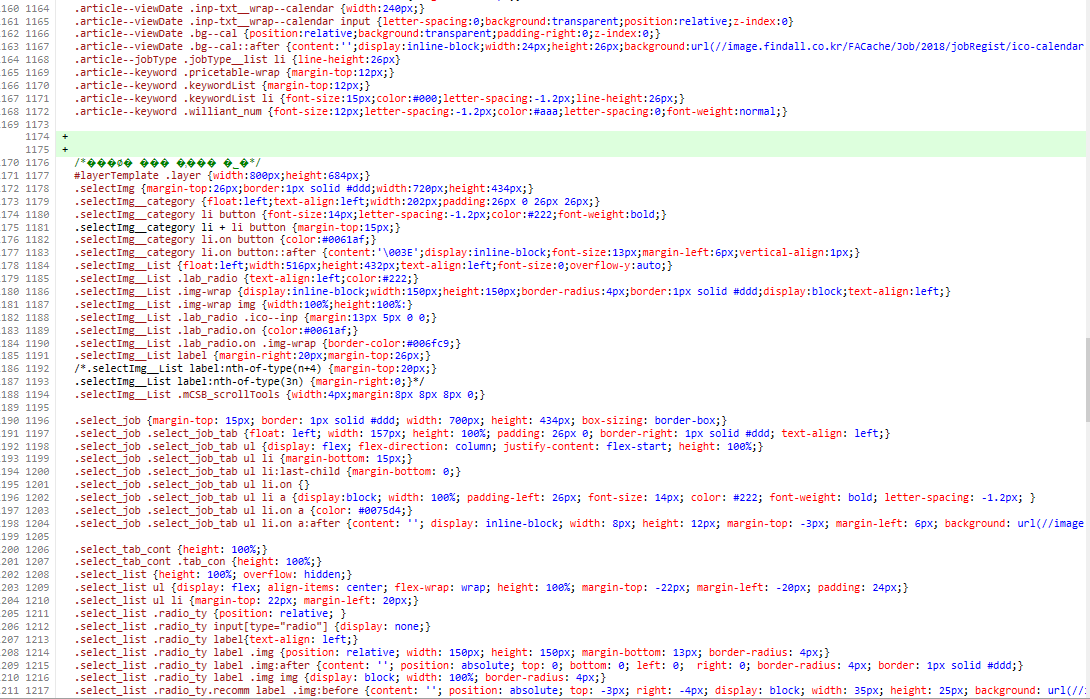 160 1164 .article--viewDate .inp-txt__wrap--calendar {width:240px;}
161 1165 .article--viewDate .inp-txt__wrap--calendar input {letter-spacing:0;background:transparent;position:relative;z-index:0}
162 1166 .article--viewDate .bg--cal {position:relative;background:transparent;padding-right:0;z-index:0;}
163 1167 .article--viewDate .bg--cal::after {content:'';display:inline-block;width:24px;height:26px;background:url(//image.findall.co.kr/FACache/Job/2018/jobRegist/ico-calendar
164 1168 .article--jobType .jobType__list li {line-height:26px}
165 1169 .article--keyword .pricetable-wrap {margin-top:12px;}
166 1170 .article--keyword .keywordList {margin-top:12px;}
167 1171 .article--keyword .keywordList li {font-size:15px;color:#000;letter-spacing:-1.2px;line-height:26px;}
168 1172 .article--keyword .williant_num {font-size:12px;letter-spacing:-1.2px;color:#aaa;letter-spacing:0;font-weight:normal;}
169 1173
1174 +
1175 +
170 1176 /*���ø� ��� ���� �˾�*/
171 1177 #layerTemplate .layer {width:800px;height:684px;}
172 1178 .selectImg {margin-top:26px;border:1px solid #ddd;width:720px;height:434px;}
173 1179 .selectImg__category {float:left;text-align:left;width:202px;padding:26px 0 26px 26px;}
174 1180 .selectImg__category li button {font-size:14px;letter-spacing:-1.2px;color:#222;font-weight:bold;}
175 1181 .selectImg__category li + li button {margin-top:15px;}
176 1182 .selectImg__category li.on button {color:#0061af;}
177 1183 .selectImg__category li.on button::after {content:'\003E';display:inline-block;font-size:13px;margin-left:6px;vertical-align:1px;}
178 1184 .selectImg__List {float:left;width:516px;height:432px;text-align:left;font-size:0;overflow-y:auto;}
179 1185 .selectImg__List .lab_radio {text-align:left;color:#222;}
180 1186 .selectImg__List .img-wrap {display:inline-block;width:150px;height:150px;border-radius:4px;border:1px solid #ddd;display:block;text-align:left;}
181 1187 .selectImg__List .img-wrap img {width:100%;height:100%;}
182 1188 .selectImg__List .lab_radio .ico--inp {margin:13px 5px 0 0;}
183 1189 .selectImg__List .lab_radio.on {color:#0061af;}
184 1190 .selectImg__List .lab_radio.on .img-wrap {border-color:#006fc9;}
185 1191 .selectImg__List label {margin-right:20px;margin-top:26px;}
186 1192 /*.selectImg__List label:nth-of-type(n+4) {margin-top:20px;}
187 1193 .selectImg__List label:nth-of-type(3n) {margin-right:0;}*/
188 1194 .selectImg__List .mCSB_scrollTools {width:4px;margin:8px 8px 8px 0;}
189 1195
190 1196 .select_job {margin-top: 15px; border: 1px solid #ddd; width: 700px; height: 434px; box-sizing: border-box;}
191 1197 .select_job .select_job_tab {float: left; width: 157px; height: 100%; padding: 26px 0; border-right: 1px solid #ddd; text-align: left;}
192 1198 .select_job .select_job_tab ul {display: flex; flex-direction: column; justify-content: flex-start; height: 100%;}
193 1199 .select_job .select_job_tab ul li {margin-bottom: 15px;}
194 1200 .select_job .select_job_tab ul li:last-child {margin-bottom: 0;}
195 1201 .select_job .select_job_tab ul li.on {}
196 1202 .select_job .select_job_tab ul li a {display:block; width: 100%; padding-left: 26px; font-size: 14px; color: #222; font-weight: bold; letter-spacing: -1.2px; }
197 1203 .select_job .select_job_tab ul li.on a {color: #0075d4;}
198 1204 .select_job .select_job_tab ul li.on a:after {content: ''; display: inline-block; width: 8px; height: 12px; margin-top: -3px; margin-left: 6px; background: url(//image
199 1205
200 1206 .select_tab_cont {height: 100%;}
201 1207 .select_tab_cont .tab_con {height: 100%;}
202 1208 .select_list {height: 100%; overflow: hidden;}
203 1209 .select_list ul {display: flex; align-items: center; flex-wrap: wrap; height: 100%; margin-top: -22px; margin-left: -20px; padding: 24px;}
204 1210 .select_list ul li {margin-top: 22px; margin-left: 20px;}
205 1211 .select_list .radio_ty {position: relative; }
206 1212 .select_list .radio_ty input[type="radio"] {display: none;}
207 1213 .select_list .radio_ty label{text-align: left;}
208 1214 .select_list .radio_ty label .img {position: relative; width: 150px; height: 150px; margin-bottom: 13px; border-radius: 4px;}
209 1215 .select_list .radio_ty label .img:after {content: ''; position: absolute; top: 0; bottom: 0; left: 0; right: 0; border-radius: 4px; border: 1px solid #ddd;}
210 1216 .select_list .radio_ty label .img img {display: block; width: 100%; border-radius: 4px;}
211 1217 .select_list .radio_ty.recomm label .img:before {content: ''; position: absolute; top: -3px; right: -4px; display: block; width: 35px; height: 25px; background: url(//